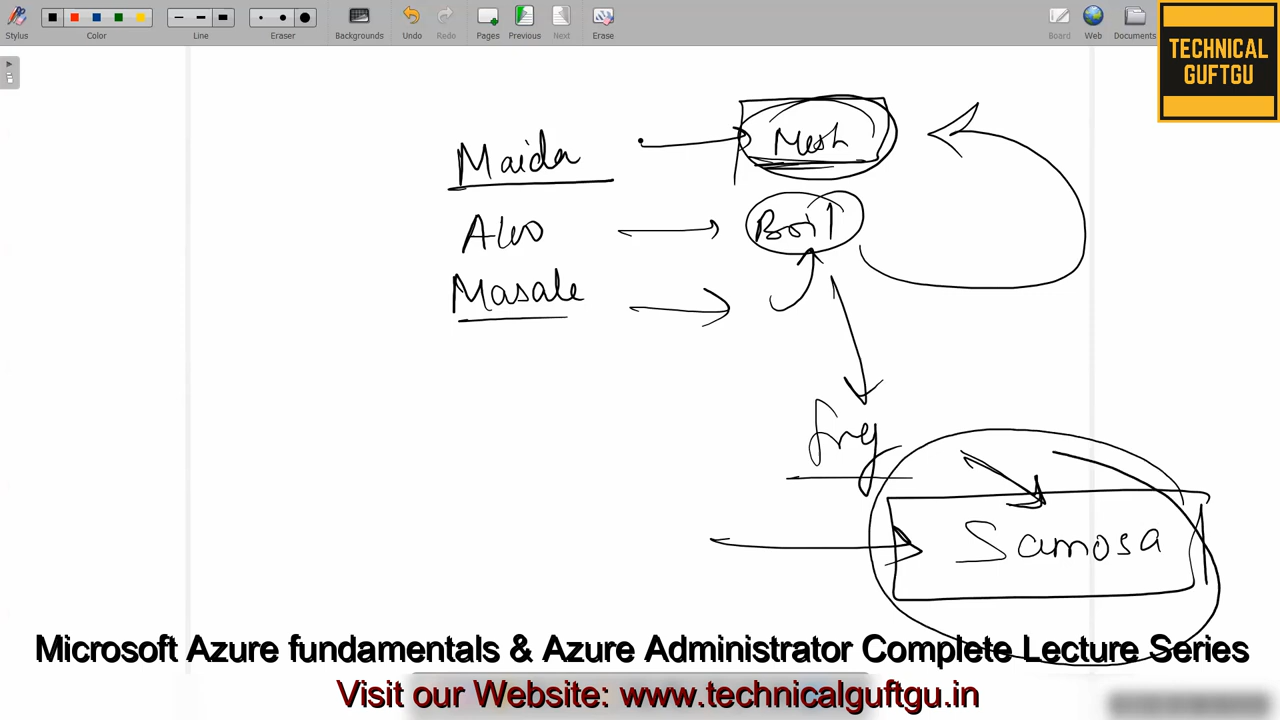 Stylus
Color
Line
Eraser
Backgrounds
Undo
Redo
Pages
Previous
Next
Erase
Board
Web
Documents
TECHNICAL
GUFTGU
Maida
Mesh
Aloo
Boil
Masale
fry
Samosa
Microsoft Azure fundamentals & Azure Administrator Complete Lecture Series
Visit our Website: www.technicalguftgu.in